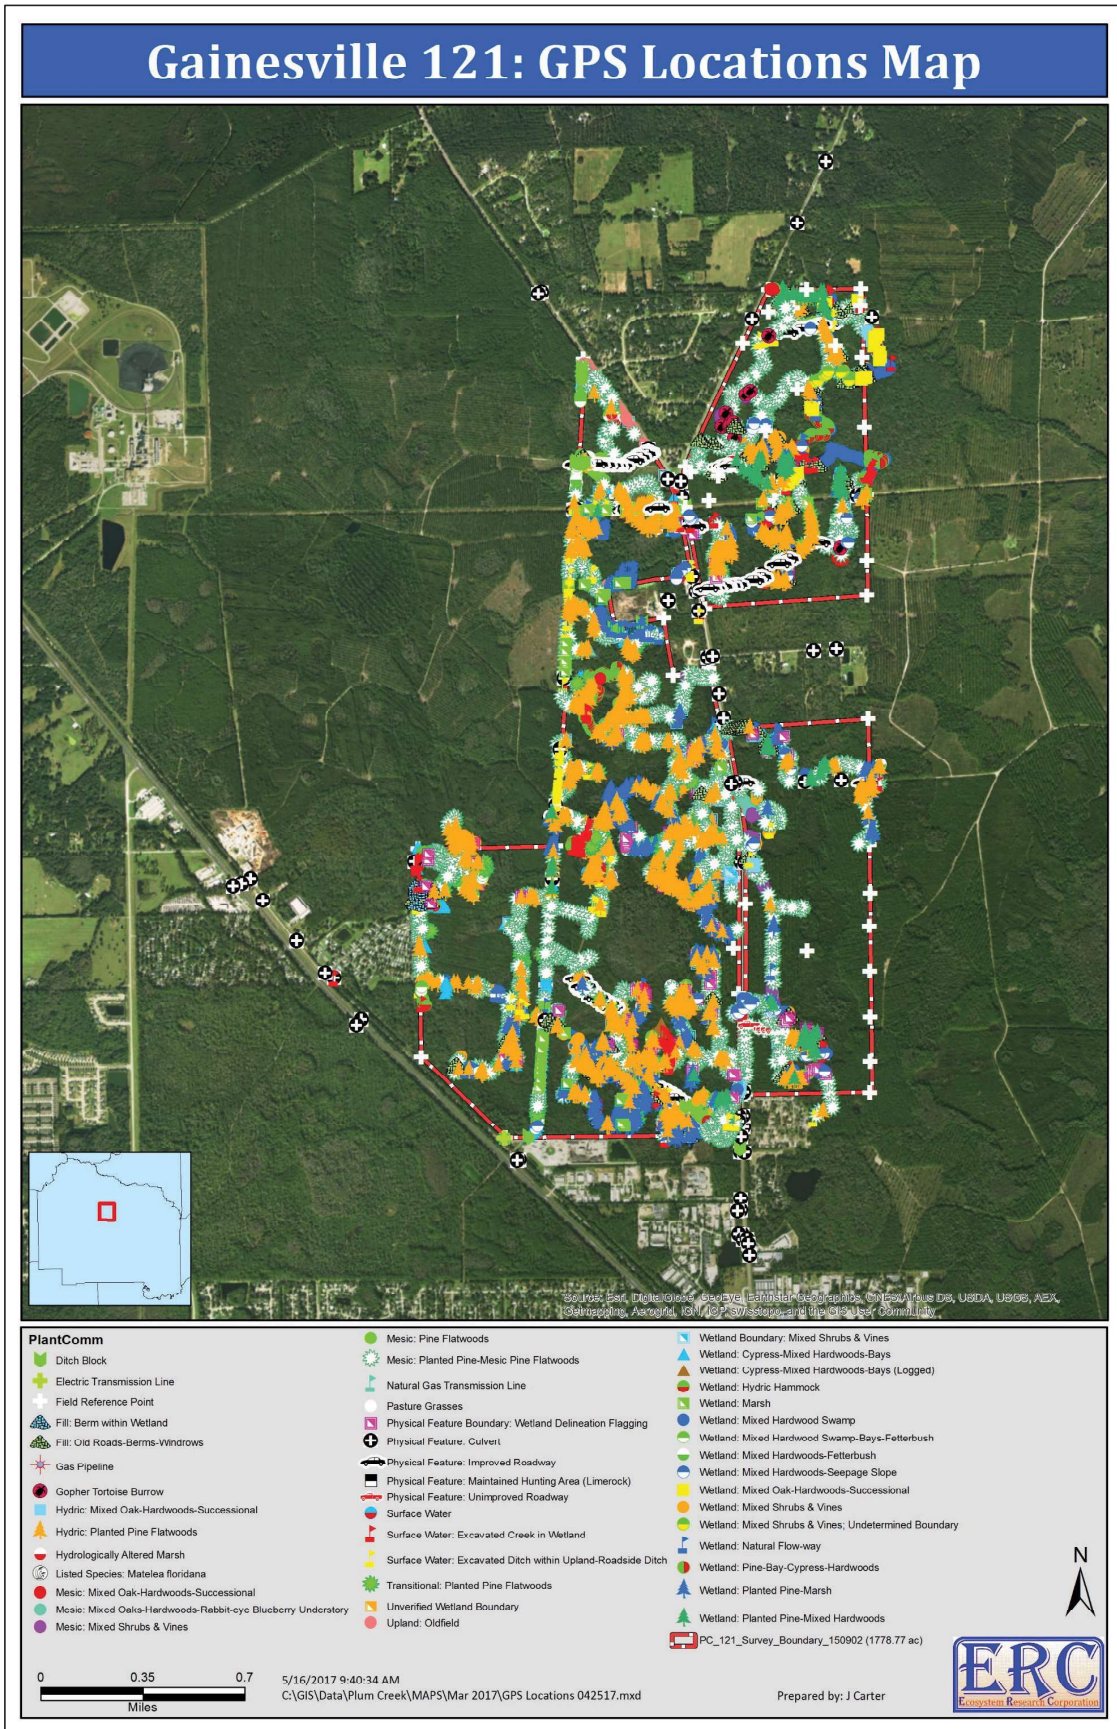 Gainesville 121: GPS Locations Map
Source: Esri, DigitalGlobe, GeoEye, Earthstar Geographics, CNES/Airbus DS, USDA, USGS, AEX,
Getmapping, Aerogrid, IGN, IGP, swisstopo, and the GIS User Community
PlantComm
Ditch Block
Electric Transmission Line
Field Reference Point
Fill: Berm within Wetland
Fill: Old Roads-Berms-Windrows
Gas Pipeline
Gopher Tortoise Burrow
Hydric: Mixed Oak-Hardwoods-Successional
Hydric: Planted Pine Flatwoods
Hydrologically Altered Marsh
Listed Species: Matelea floridana
Mesic: Mixed Oak-Hardwoods-Successional
Mesic: Mixed Oaks-Hardwoods-Rabbit-eye Blueberry Understory
Mesic: Mixed Shrubs & Vines
Mesic: Pine Flatwoods
Mesic: Planted Pine-Mesic Pine Flatwoods
Natural Gas Transmission Line
Pasture Grasses
Physical Feature Boundary: Wetland Delineation Flagging
Physical Feature: Culvert
Physical Feature: Improved Roadway
Physical Feature: Maintained Hunting Area (Limerock)
Physical Feature: Unimproved Roadway
Surface Water
Surface Water: Excavated Creek in Wetland
Surface Water: Excavated Ditch within Upland-Roadside Ditch
Transitional: Planted Pine Flatwoods
Unverified Wetland Boundary
Upland: Oldfield
Wetland Boundary: Mixed Shrubs & Vines
Wetland: Cypress-Mixed Hardwoods-Bays
Wetland: Cypress-Mixed Hardwoods-Bays (Logged)
Wetland: Hydric Hammock
Wetland: Marsh
Wetland: Mixed Hardwood Swamp
Wetland: Mixed Hardwood Swamp-Bays-Fetterbush
Wetland: Mixed Hardwoods-Fetterbush
Wetland: Mixed Hardwoods-Seepage Slope
Wetland: Mixed Oak-Hardwoods-Successional
Wetland: Mixed Shrubs & Vines
Wetland: Mixed Shrubs & Vines; Undetermined Boundary
Wetland: Natural Flow-way
Wetland: Pine-Bay-Cypress-Hardwoods
Wetland: Planted Pine-Marsh
Wetland: Planted Pine-Mixed Hardwoods
PC_121_Survey_Boundary_150902 (1778.77 ac)
N
0 0.35 0.7
Miles
5/16/2017 9:40:34 AM
C:\GIS\Data\Plum Creek\MAPS\Mar 2017\GPS Locations 042517.mxd
Prepared by: J Carter
ERC
Ecosystem Research Corporation